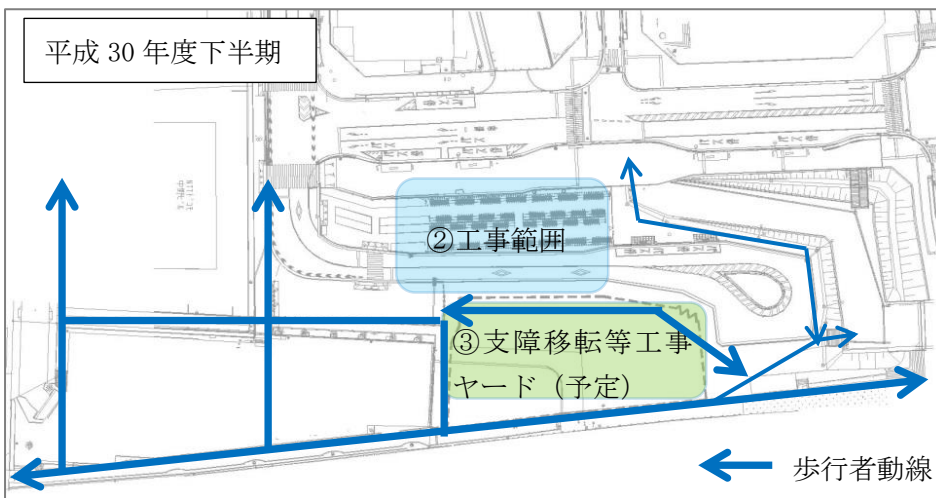 平成 30 年度下半期
②工事範囲
③支障移転等工事
ヤード（予定）
歩行者動線